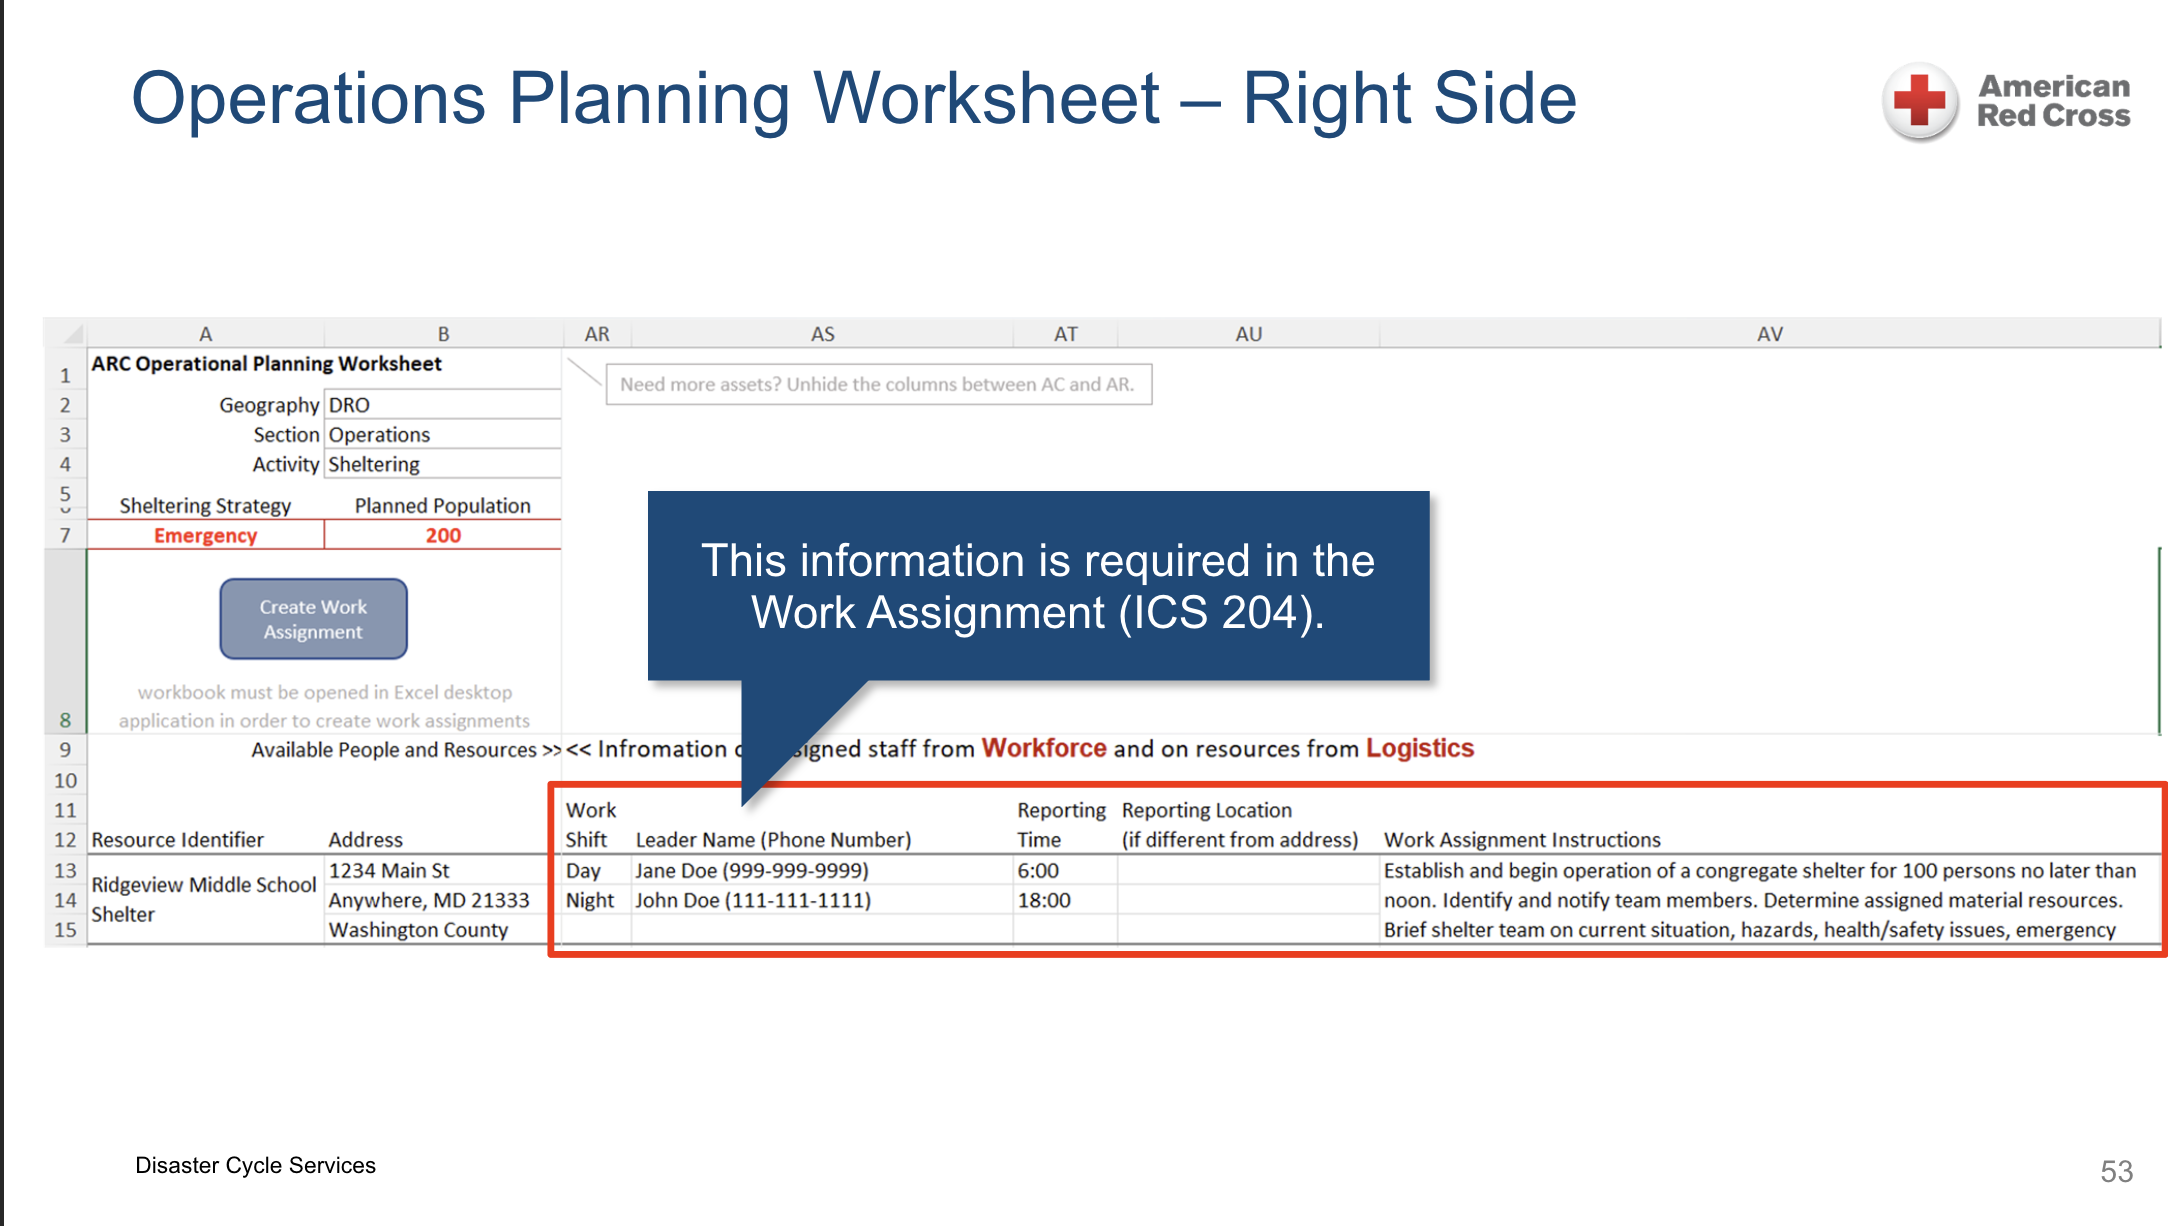 Operations Planning Worksheet – Right Side
American
Red Cross
A B AR AS AT AU AV
1 ARC Operational Planning Worksheet
Need more assets? Unhide the columns between AC and AR.
2 Geography DRO
3 Section Operations
4 Activity Sheltering
5 Sheltering Strategy Planned Population
7 Emergency 200
This information is required in the
Work Assignment (ICS 204).
Create Work
Assignment
workbook must be opened in Excel desktop
8 application in order to create work assignments
9 Available People and Resources >> << Infromation signed staff from Workforce and on resources from Logistics
10
11 Work Reporting Reporting Location
12 Resource Identifier Address Shift Leader Name (Phone Number) Time (if different from address) Work Assignment Instructions
13 1234 Main St Day Jane Doe (999-999-9999) 6:00 Establish and begin operation of a congregate shelter for 100 persons no later than
Ridgeview Middle School
14 Anywhere, MD 21333 Night John Doe (111-111-1111) 18:00 noon. Identify and notify team members. Determine assigned material resources.
Shelter
15 Washington County Brief shelter team on current situation, hazards, health/safety issues, emergency
Disaster Cycle Services
53